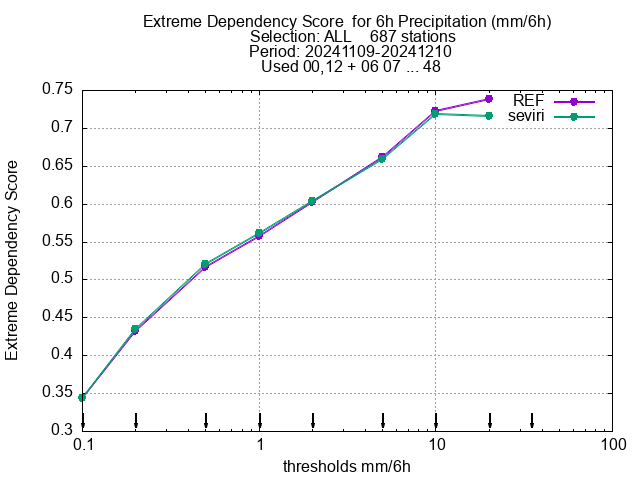 Extreme Dependency Score  for 6h Precipitation (mm/6h)
Selection: ALL    687 stations
Period: 20241109-20241210
Used 00,12 + 06 07 ... 48
REF
seviri
Extreme Dependency Score
0.75
0.7
0.65
0.6
0.55
0.5
0.45
0.4
0.35
0.3
0.1 1 10 100
thresholds mm/6h